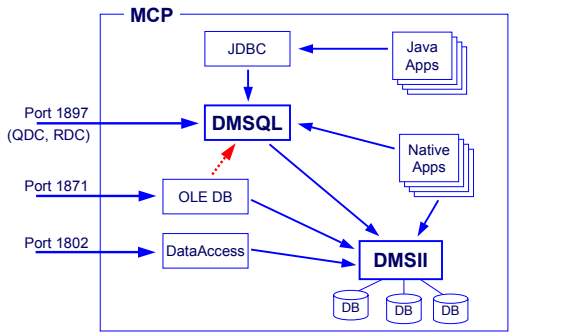 MCP
JDBC
Java
Apps
Port 1897
(QDC, RDC)
DMSQL
Native
Apps
Port 1871
OLE DB
Port 1802
DataAccess
DMSII
DB
DB
DB